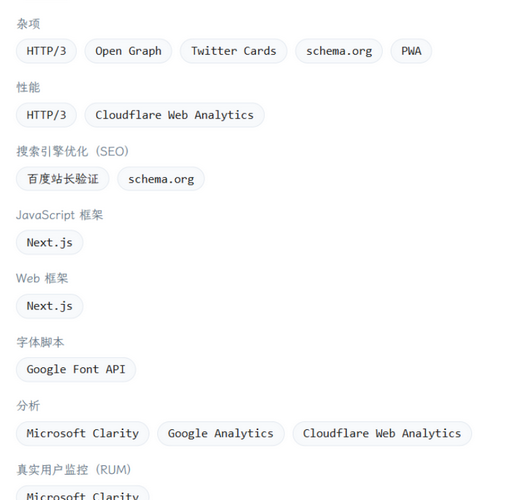 杂项
HTTP/3 Open Graph Twitter Cards schema.org PWA
性能
HTTP/3 Cloudflare Web Analytics
搜索引擎优化（SEO）
百度站长验证 schema.org
JavaScript 框架
Next.js
Web 框架
Next.js
字体脚本
Google Font API
分析
Microsoft Clarity Google Analytics Cloudflare Web Analytics
真实用户监控（RUM）
Microsoft Clarity